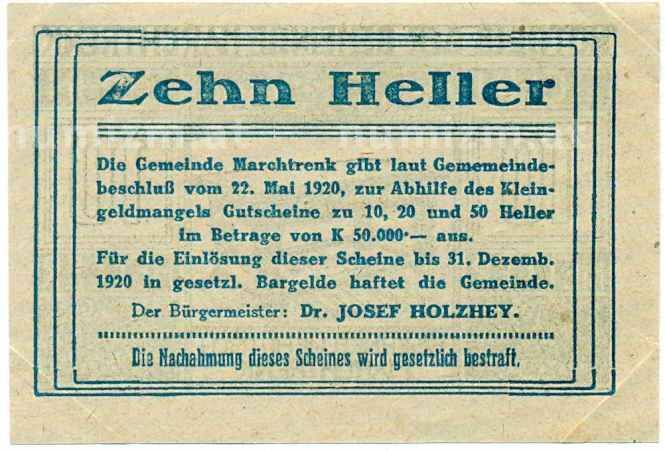 Zehn Heller
Die Gemeinde Marchtrenk gibt laut Gememeinde-
beschluß vom 22. Mai 1920, zur Abhilfe des Klein-
geldmangels Gutscheine zu 10, 20 und 50 Heller
im Betrage von K 50.000·— aus.
Für die Einlösung dieser Scheine bis 31. Dezemb.
1920 in gesetzl. Bargelde haftet die Gemeinde.
Der Bürgermeister: Dr. JOSEF HOLZHEY.
Die Nachahmung dieses Scheines wird gesetzlich bestraft.